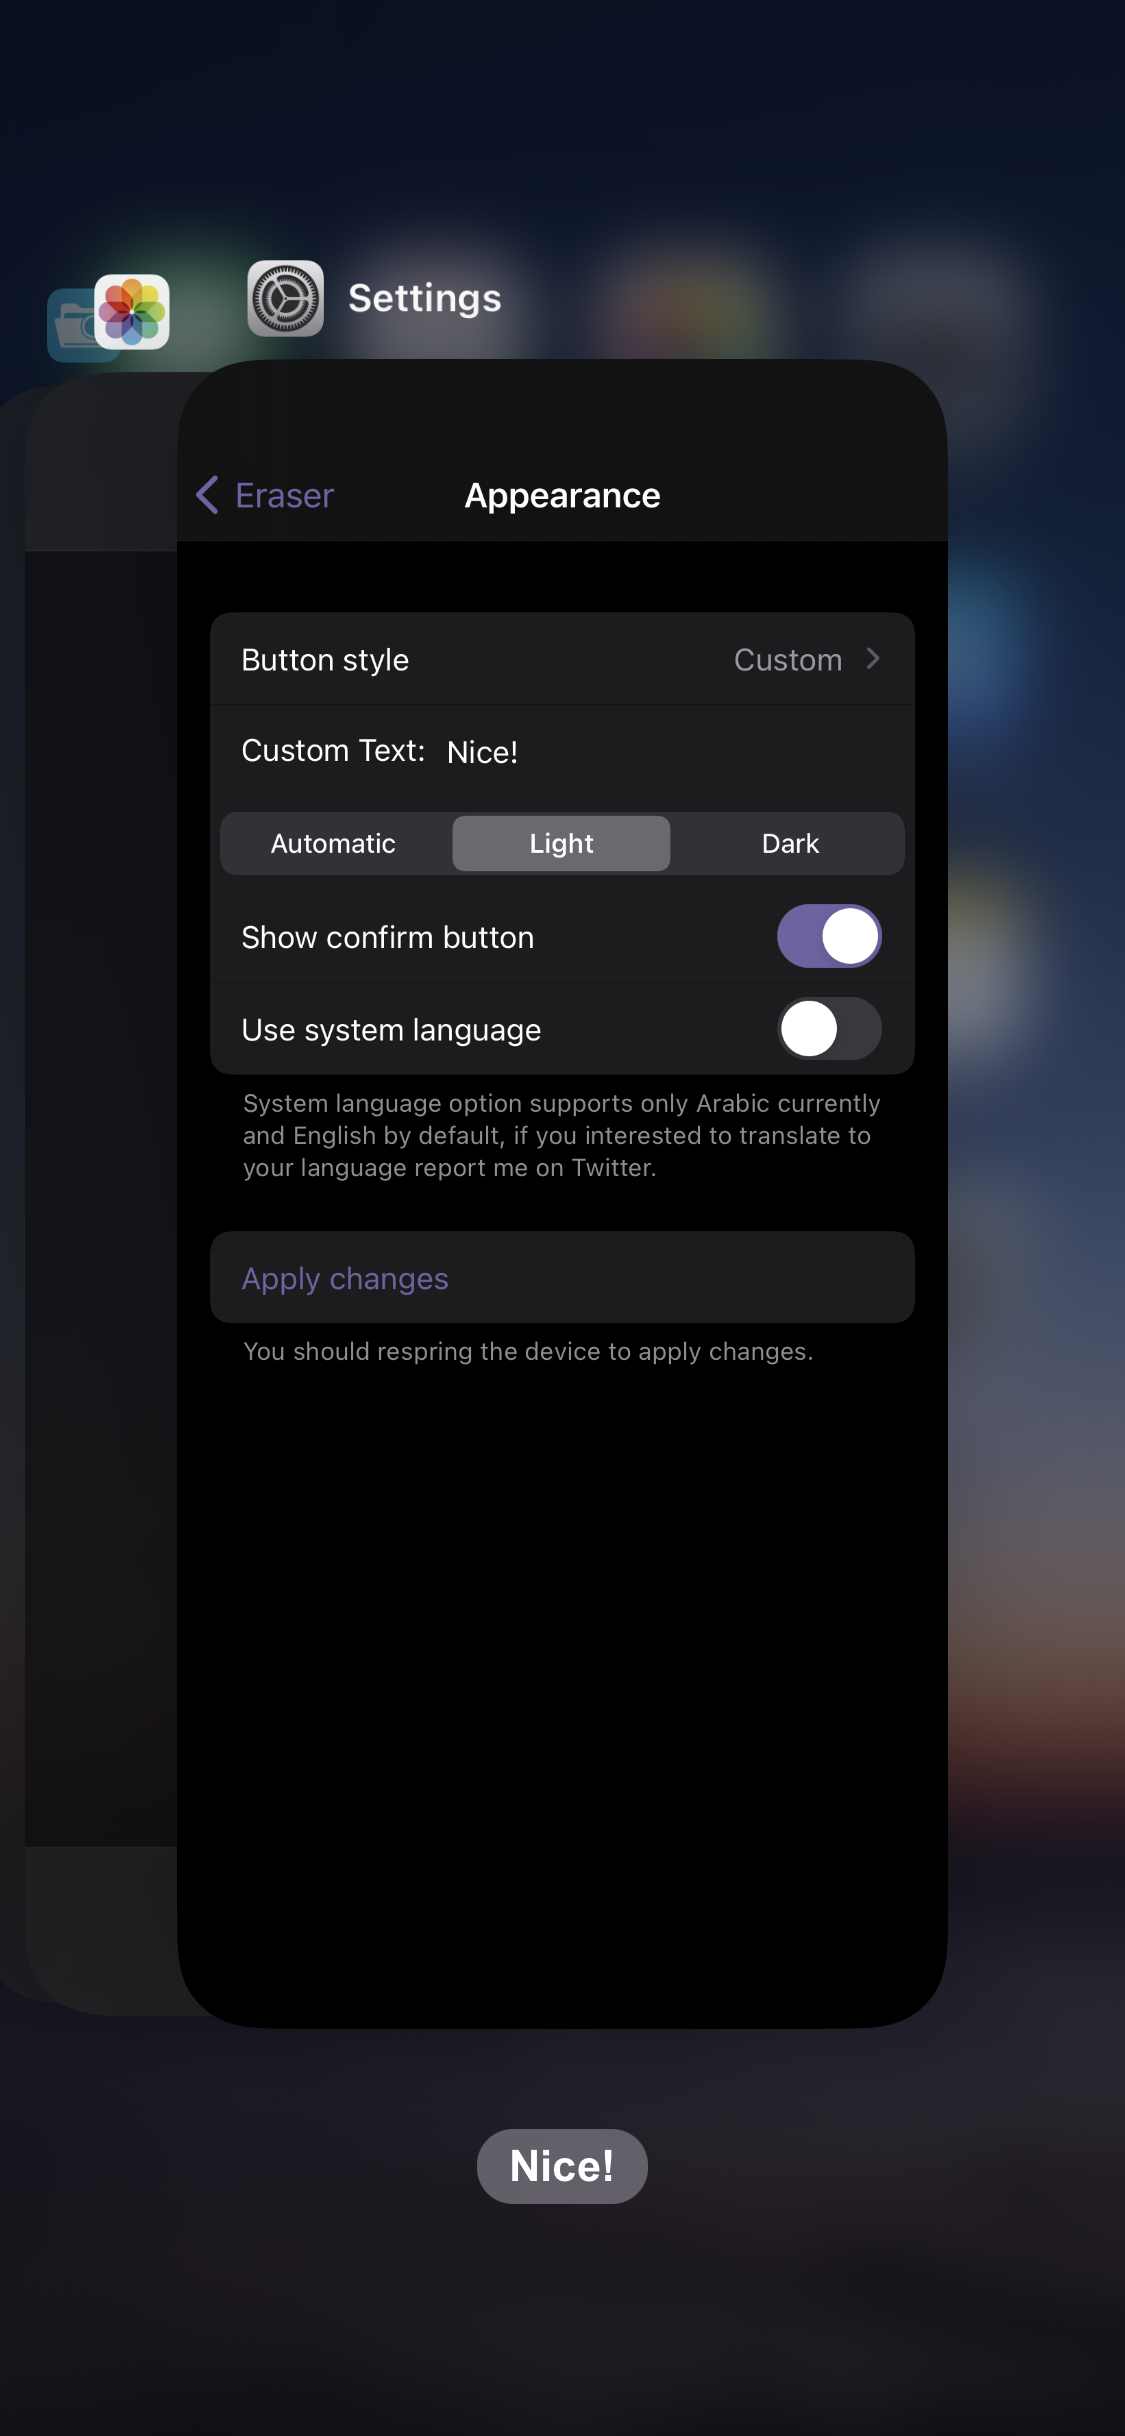 Settings
Eraser
Appearance
Button style
Custom
Custom Text: Nice!
Automatic
Light
Dark
Show confirm button
Use system language
System language option supports only Arabic currently
and English by default, if you interested to translate to
your language report me on Twitter.
Apply changes
You should respring the device to apply changes.
Nice!